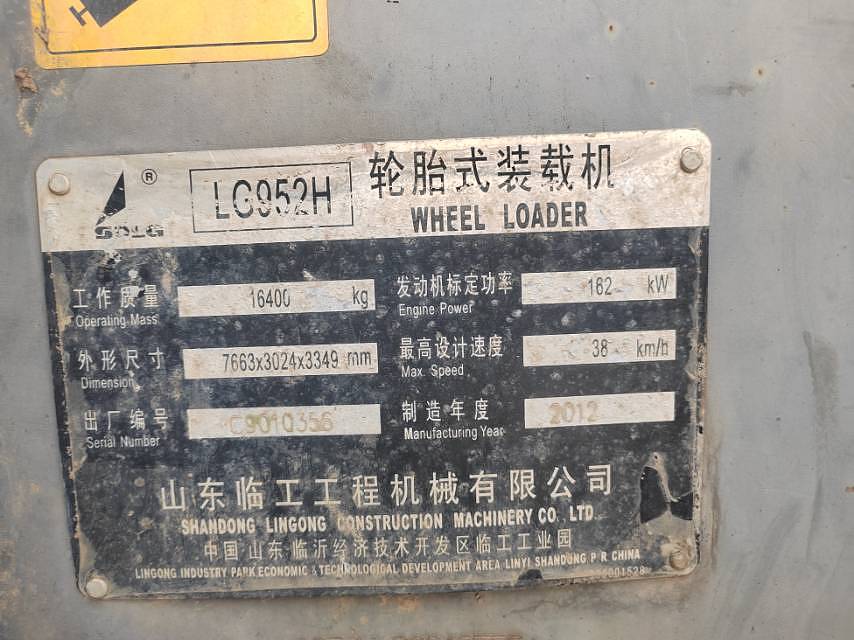 SDLG ®
LG952H
轮胎式装载机
WHEEL LOADER
工作质量 16400 kg
Operating Mass
发动机标定功率 162 kW
Engine Power
外形尺寸 7663x3024x3349 mm
Dimension
最高设计速度 38 km/h
Max. Speed
出厂编号 C9010356
Serial Number
制造年度 2012
Manufacturing Year
山东临工工程机械有限公司
SHANDONG LINGONG CONSTRUCTION MACHINERY CO. LTD.
中国 山东 临沂经济技术开发区临工工业园
LINGONG INDUSTRY PARK ECONOMIC & TECHNOLOGICAL DEVELOPMENT AREA LINYI SHANDONG P R CHINA